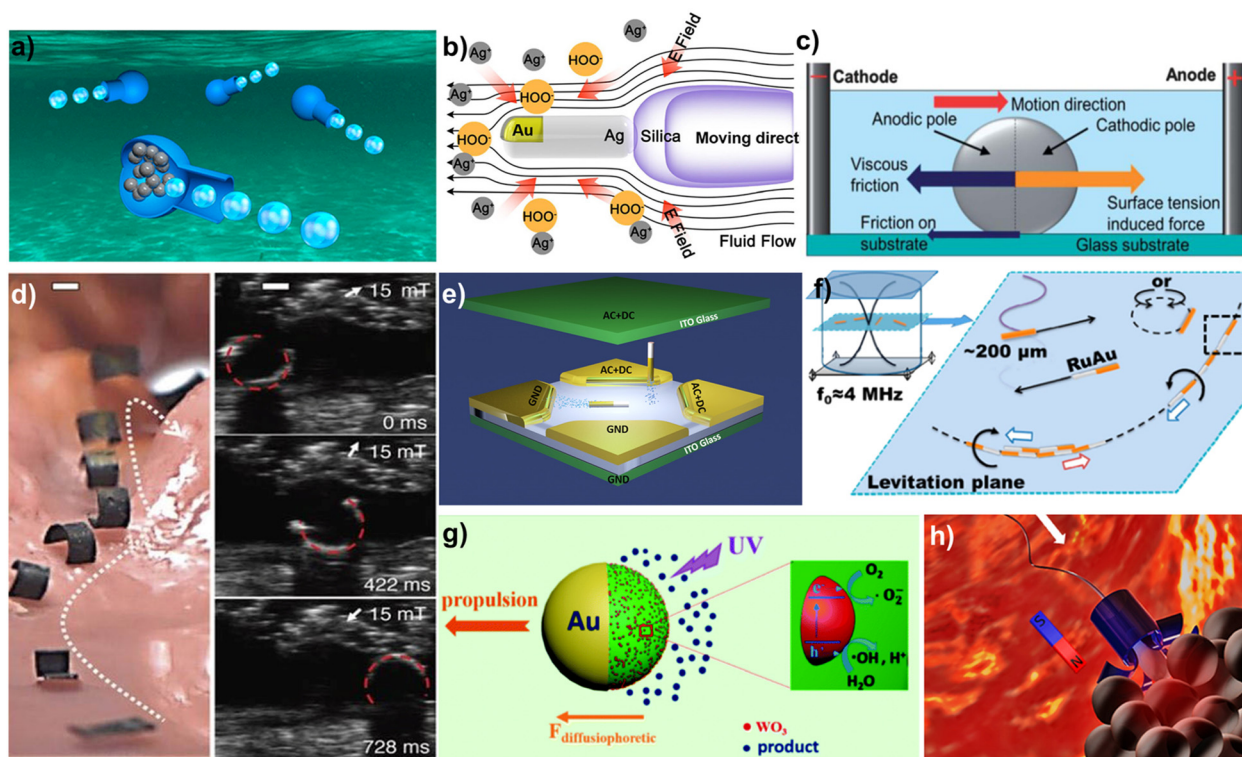 a)
b)
Ag⁺
Ag⁺
HOO⁻
Ag⁺
E Field
HOO⁻
Ag⁺
HOO⁻
Au
Ag
Silica
Moving direct
HOO⁻
Ag⁺
Ag⁺
HOO⁻
Ag⁺
HOO⁻
Ag⁺
E Field
Fluid Flow
c)
Cathode
Anode
Motion direction
Anodic pole
Cathodic pole
Viscous
friction
Surface tension
induced force
Friction on
substrate
Glass substrate
d)
15 mT
0 ms
15 mT
422 ms
15 mT
728 ms
e)
AC+DC
ITO Glass
AC+DC
GND
AC+DC
GND
ITO Glass
GND
f)
or
~200 µm
RuAu
f₀≈4 MHz
Levitation plane
g)
UV
propulsion
Au
O₂
e⁻
·O₂⁻
h⁺
·OH, H⁺
H₂O
F diffusiophoretic
WO₃
product
h)
S
N